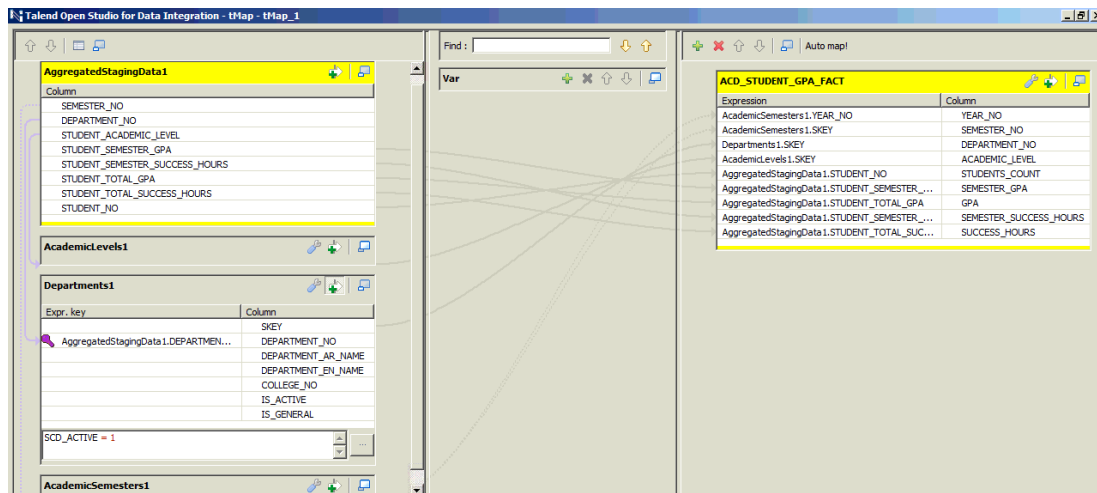 Talend Open Studio for Data Integration - tMap - tMap_1
Find :
Auto map!
AggregatedStagingData1
Column
SEMESTER_NO
DEPARTMENT_NO
STUDENT_ACADEMIC_LEVEL
STUDENT_SEMESTER_GPA
STUDENT_SEMESTER_SUCCESS_HOURS
STUDENT_TOTAL_GPA
STUDENT_TOTAL_SUCCESS_HOURS
STUDENT_NO
AcademicLevels1
Departments1
Expr. key Column
SKEY
AggregatedStagingData1.DEPARTMEN... DEPARTMENT_NO
DEPARTMENT_AR_NAME
DEPARTMENT_EN_NAME
COLLEGE_NO
IS_ACTIVE
IS_GENERAL
SCD_ACTIVE = 1
...
AcademicSemesters1
Var
ACD_STUDENT_GPA_FACT
Expression Column
AcademicSemesters1.YEAR_NO YEAR_NO
AcademicSemesters1.SKEY SEMESTER_NO
Departments1.SKEY DEPARTMENT_NO
AcademicLevels1.SKEY ACADEMIC_LEVEL
AggregatedStagingData1.STUDENT_NO STUDENTS_COUNT
AggregatedStagingData1.STUDENT_SEMESTER_... SEMESTER_GPA
AggregatedStagingData1.STUDENT_TOTAL_GPA GPA
AggregatedStagingData1.STUDENT_SEMESTER_... SEMESTER_SUCCESS_HOURS
AggregatedStagingData1.STUDENT_TOTAL_SUC... SUCCESS_HOURS